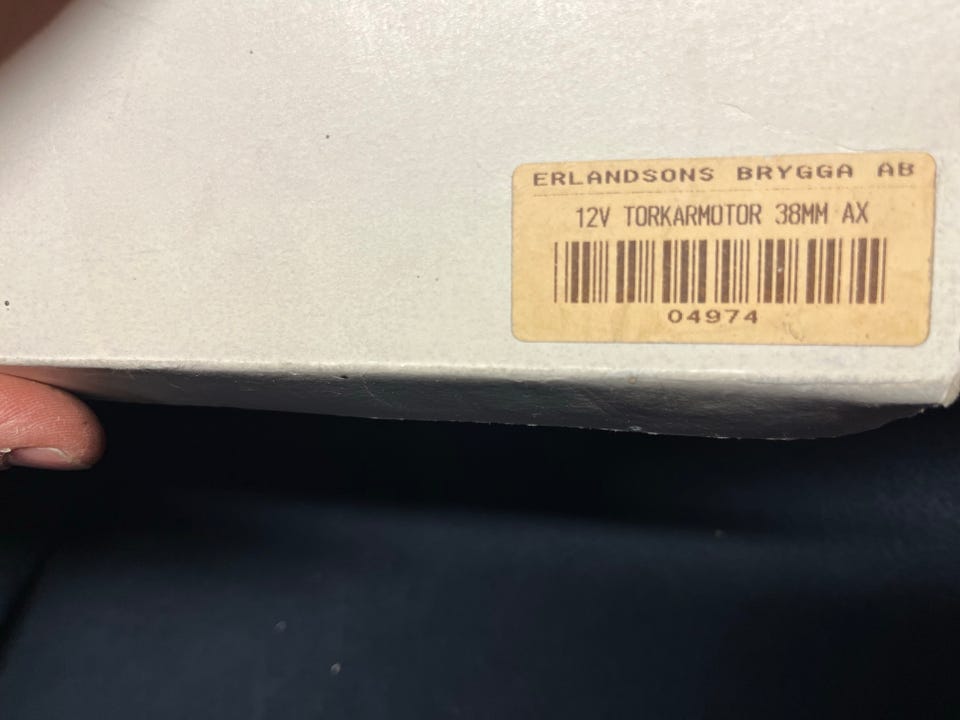 ERLANDSONS BRYGGA AB
12V TORKARMOTOR 38MM AX
04974